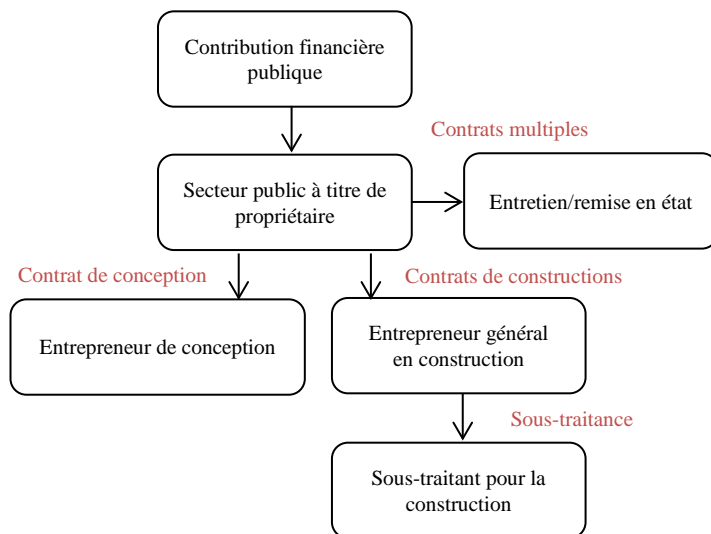 Contribution financière
publique
Contrats multiples
Secteur public à titre de
propriétaire
Entretien/remise en état
Contrat de conception
Contrats de constructions
Entrepreneur de conception
Entrepreneur général
en construction
Sous-traitance
Sous-traitant pour la
construction